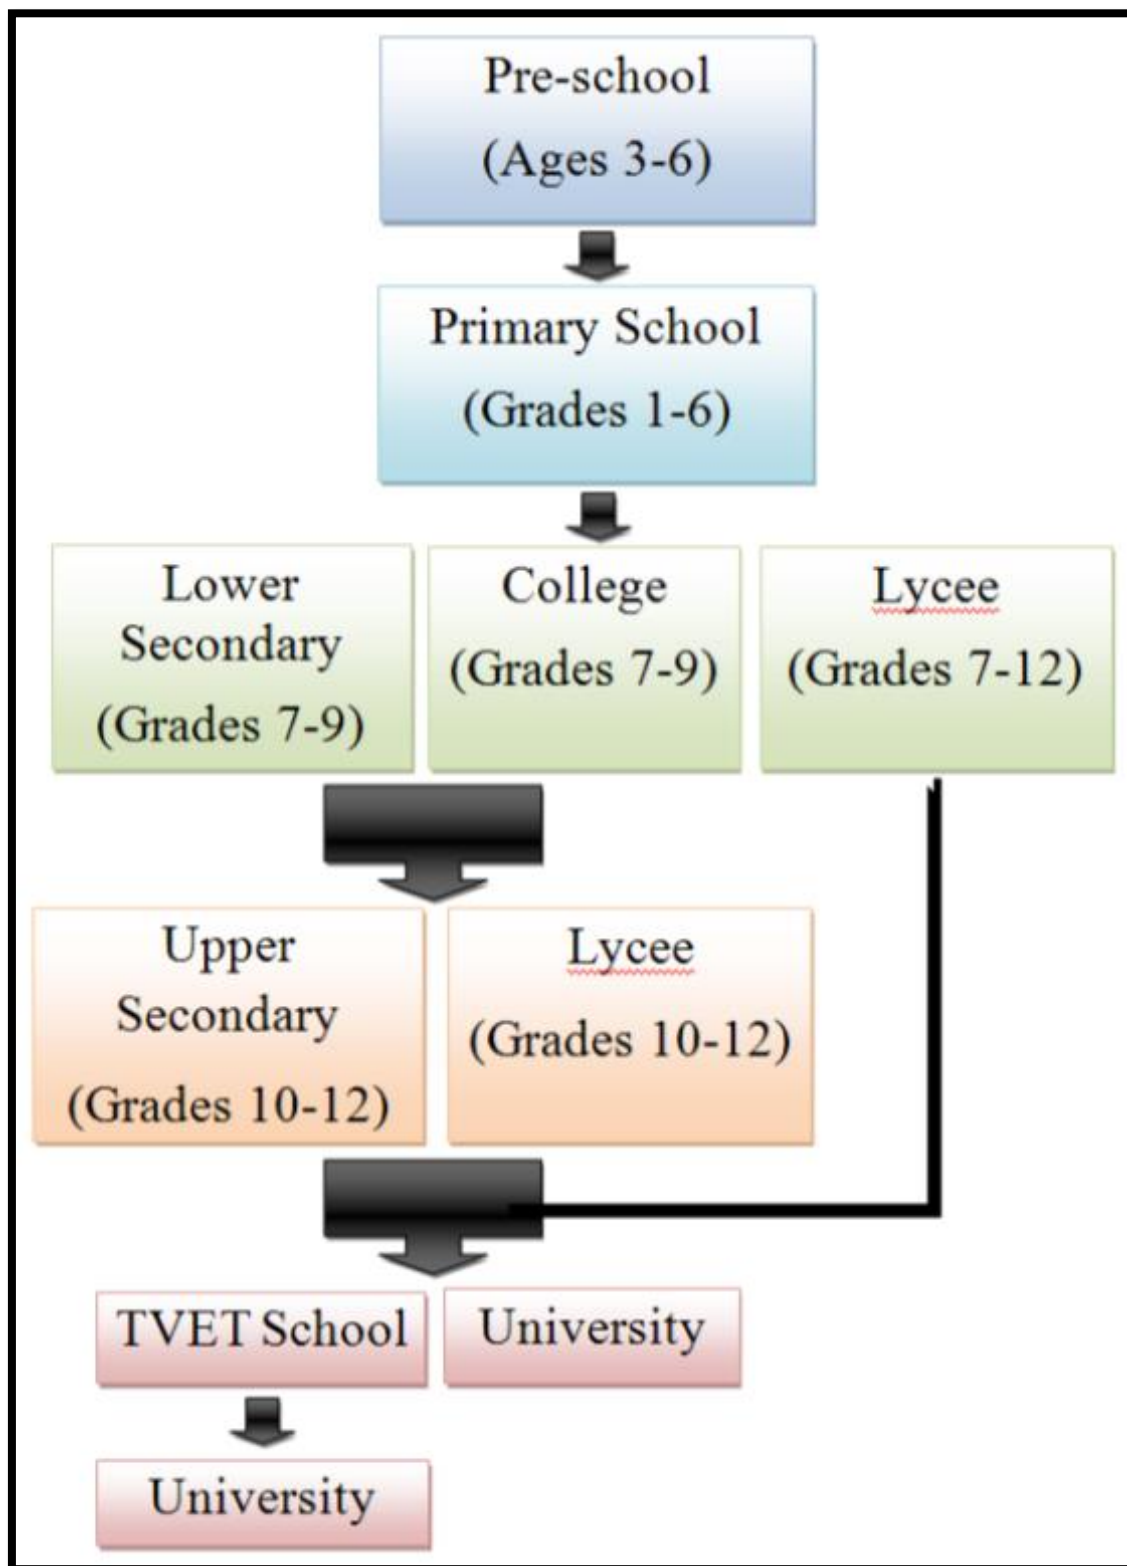 Pre-school
(Ages 3-6)
Primary School
(Grades 1-6)
Lower
Secondary
(Grades 7-9)
College
(Grades 7-9)
Lycee
(Grades 7-12)
Upper
Secondary
(Grades 10-12)
Lycee
(Grades 10-12)
TVET School
University
University